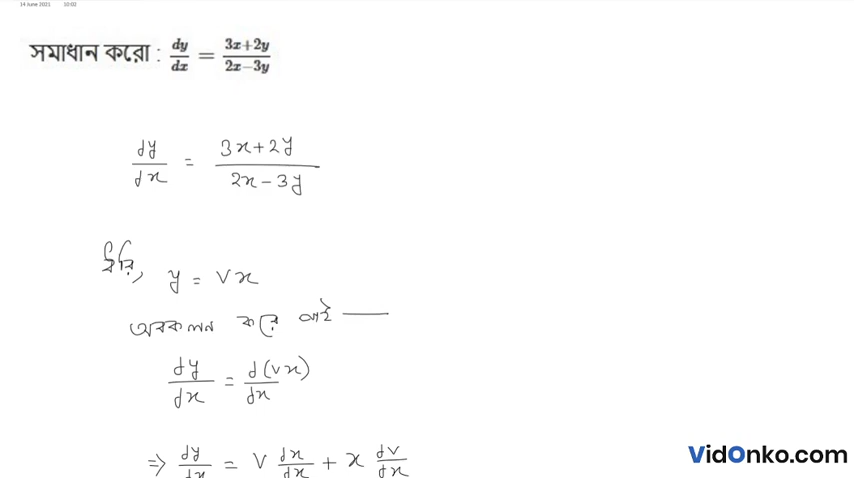 14 June 2021 10:02
সমাধান করো : dy/dx = 3x+2y/2x−3y
dy/dx = 3x+2y/2x−3y
ধরি, y = vx
অবকলন করে পাই ——
dy/dx = d(vx)/dx
⇒ dy/dx = v dx/dx + x dv/dx
VidOnko.com